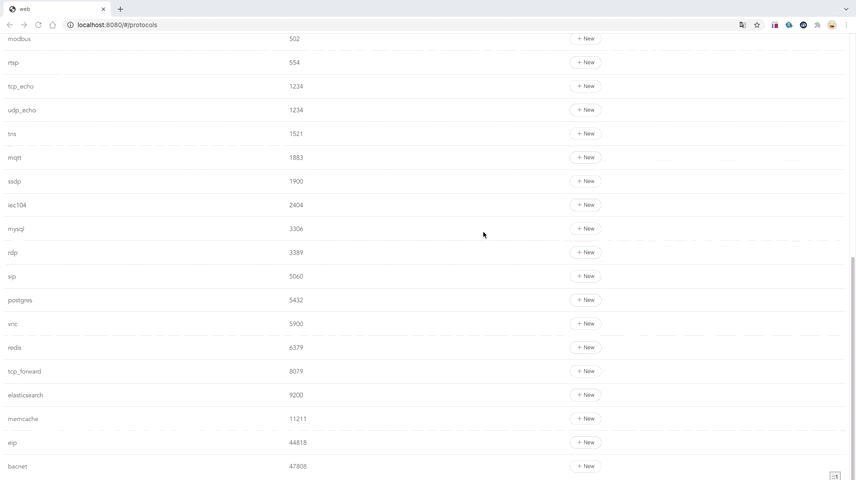 web
localhost:8080/#/protocols
modbus 502 + New
rtsp 554 + New
tcp_echo 1234 + New
udp_echo 1234 + New
tns 1521 + New
mqtt 1883 + New
ssdp 1900 + New
iec104 2404 + New
mysql 3306 + New
rdp 3389 + New
sip 5060 + New
postgres 5432 + New
vnc 5900 + New
redis 6379 + New
tcp_forward 8079 + New
elasticsearch 9200 + New
memcache 11211 + New
eip 44818 + New
bacnet 47808 + New